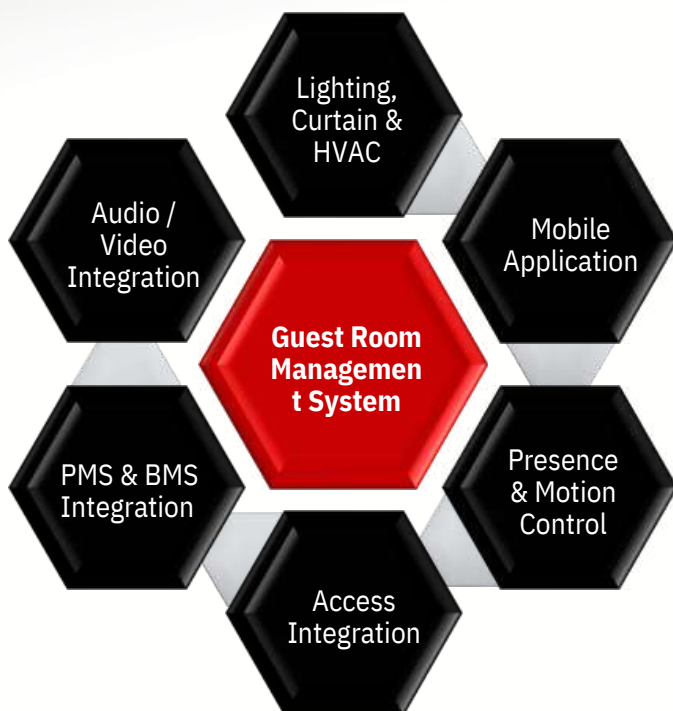 Lighting,
Curtain &
HVAC
Mobile
Application
Presence
& Motion
Control
Access
Integration
PMS & BMS
Integration
Audio /
Video
Integration
Guest Room
Managemen
t System